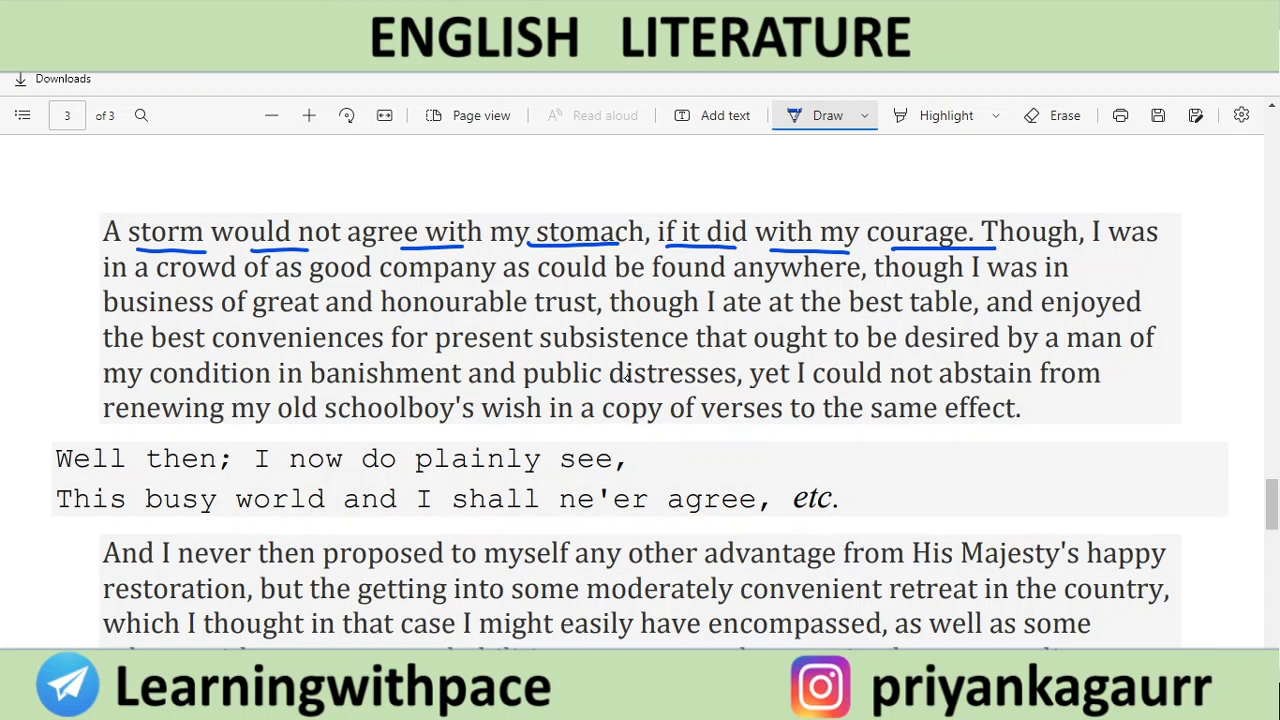 ENGLISH LITERATURE
Downloads
3 of 3 Page view Read aloud Add text Draw Highlight Erase
A storm would not agree with my stomach, if it did with my courage. Though, I was
in a crowd of as good company as could be found anywhere, though I was in
business of great and honourable trust, though I ate at the best table, and enjoyed
the best conveniences for present subsistence that ought to be desired by a man of
my condition in banishment and public distresses, yet I could not abstain from
renewing my old schoolboy's wish in a copy of verses to the same effect.
Well then; I now do plainly see,
This busy world and I shall ne'er agree, etc.
And I never then proposed to myself any other advantage from His Majesty's happy
restoration, but the getting into some moderately convenient retreat in the country,
which I thought in that case I might easily have encompassed, as well as some
Learningwithpace priyankagaurr